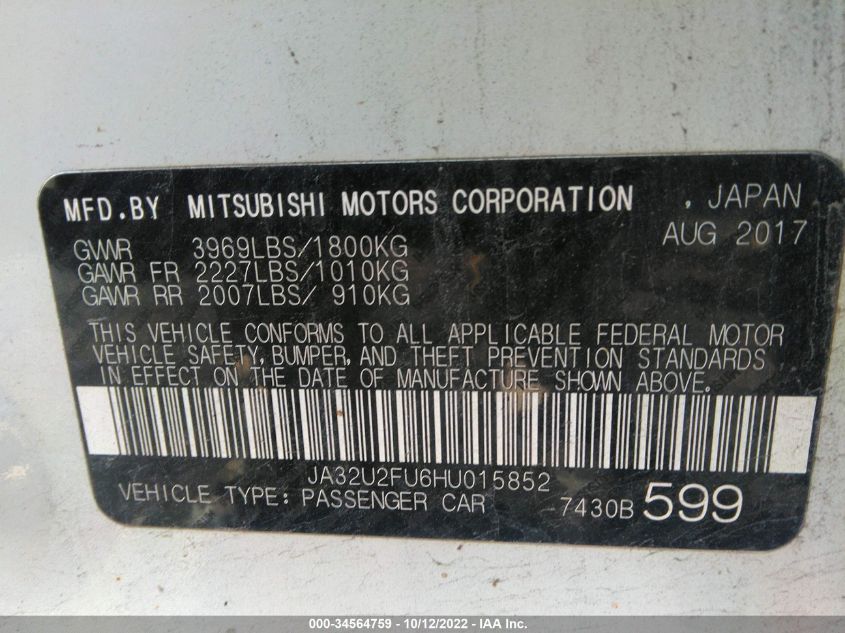 MFD.BY MITSUBISHI MOTORS CORPORATION , JAPAN
AUG 2017
GVWR 3969LBS/1800KG
GAWR FR 2227LBS/1010KG
GAWR RR 2007LBS/ 910KG
THIS VEHICLE CONFORMS TO ALL APPLICABLE FEDERAL MOTOR
VEHICLE SAFETY, BUMPER, AND THEFT PREVENTION STANDARDS
IN EFFECT ON THE DATE OF MANUFACTURE SHOWN ABOVE.
JA32U2FU6HU015852
VEHICLE TYPE: PASSENGER CAR 7430B 599
000-34564759 - 10/12/2022 - IAA Inc.